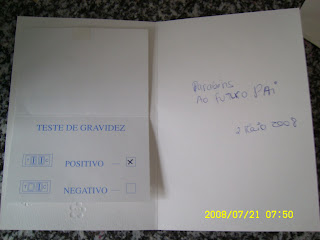 TESTE DE GRAVIDEZ
POSITIVO
NEGATIVO
Parabéns
AO FUTURO PAi
2008/07/21 07:50